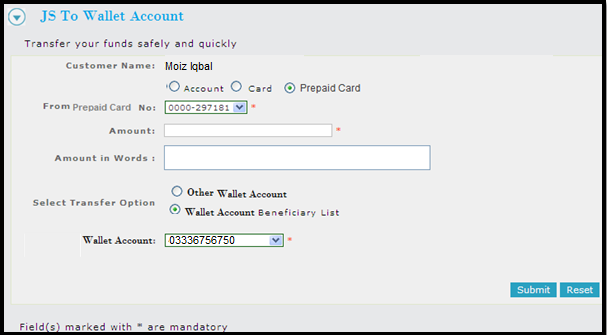 JS To Wallet Account
Transfer your funds safely and quickly
Customer Name: Moiz Iqbal
Account Card Prepaid Card
From Prepaid Card No: 0000-297181 *
Amount: *
Amount in Words :
Other Wallet Account
Select Transfer Option
Wallet Account Beneficiary List
Wallet Account: 03336756750 *
Submit Reset
Field(s) marked with * are mandatory